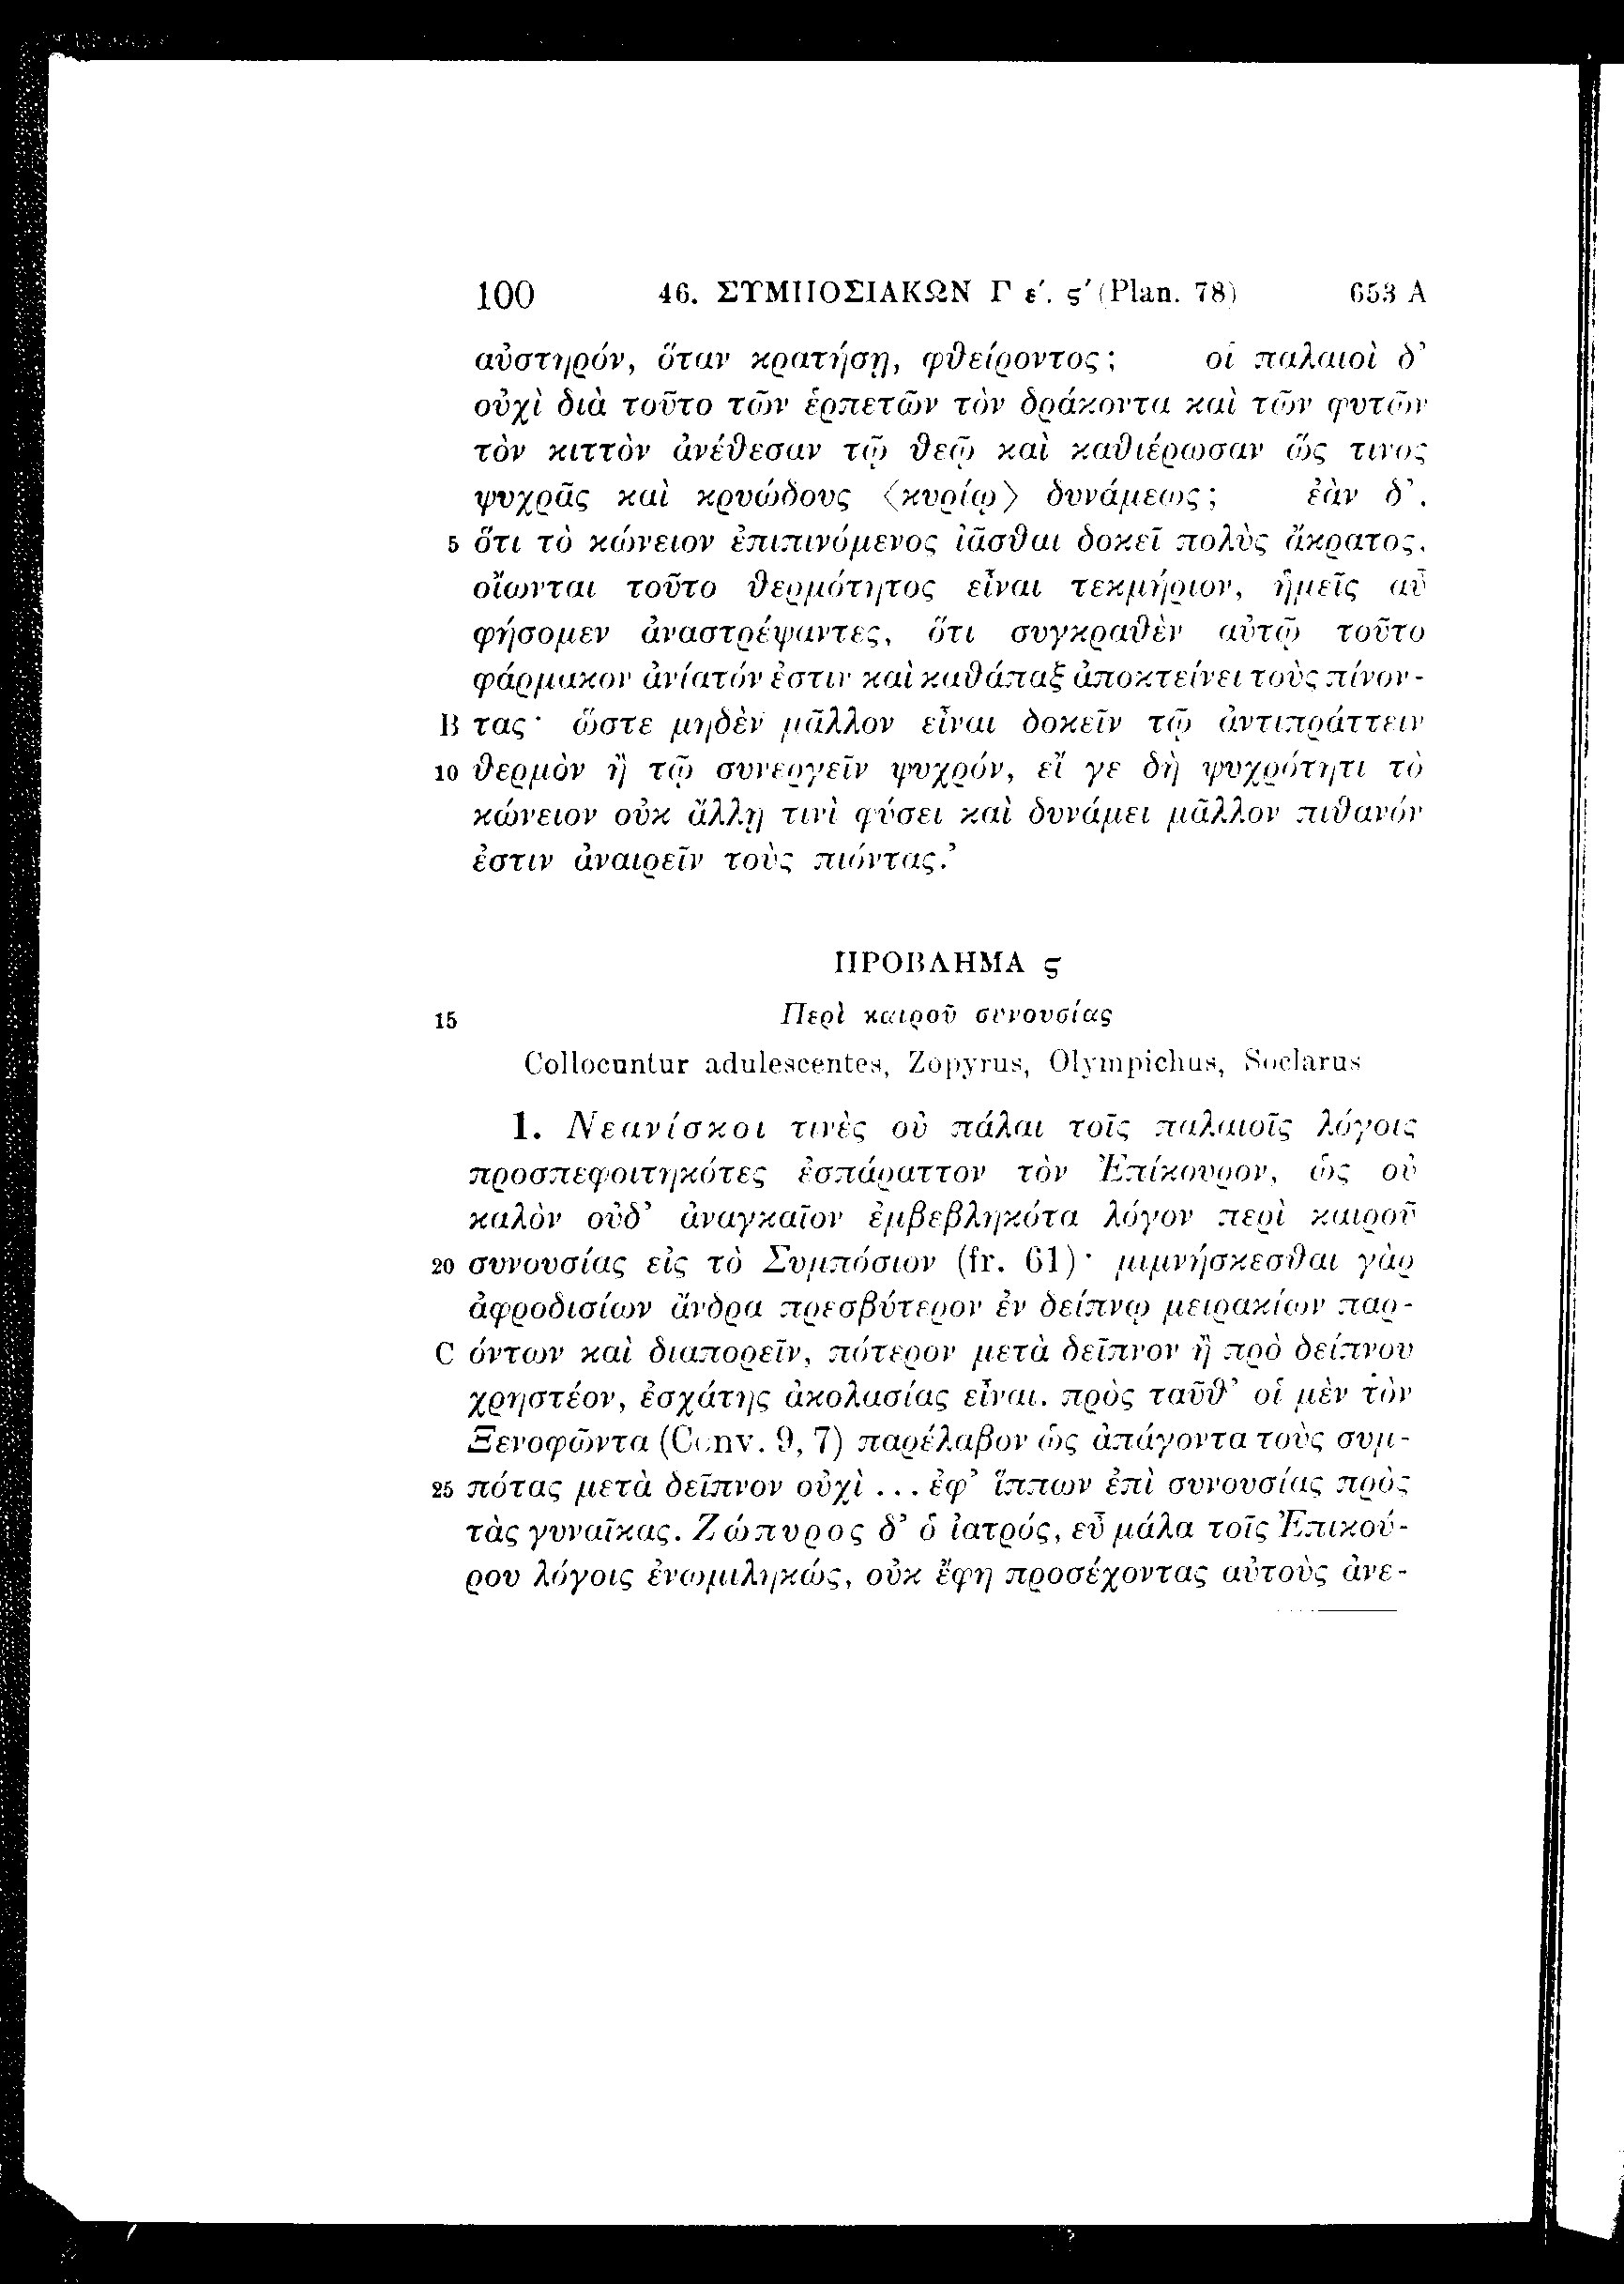 100 46. ΣΥΜΠΟΣΙΑΚΩΝ Γ ε΄. ϛ΄ (Plan. 78) 653 A
αὐστηρόν, ὅταν κρατήσῃ, φθείροντος; οἱ παλαιοὶ δ’
οὐχὶ διὰ τοῦτο τῶν ἑρπετῶν τὸν δράκοντα καὶ τῶν φυτῶν
τὸν κιττὸν ἀνέθεσαν τῷ θεῷ καὶ καθιέρωσαν ὥς τινος
ψυχρᾶς καὶ κρυώδους ⟨κυρίῳ⟩ δυνάμεως; ἐὰν δ’,
5 ὅτι τὸ κώνειον ἐπιπινόμενος ἰᾶσθαι δοκεῖ πολὺς ἄκρατος,
οἴωνται τοῦτο θερμότητος εἶναι τεκμήριον, ἡμεῖς αὖ
φήσομεν ἀναστρέψαντες, ὅτι συγκραθὲν αὐτῷ τοῦτο
φάρμακον ἀνίατόν ἐστιν καὶ καθάπαξ ἀποκτείνει τοὺς πίνον-
B τας· ὥστε μηδὲν μᾶλλον εἶναι δοκεῖν τῷ ἀντιπράττειν
10 θερμὸν ἢ τῷ συνεργεῖν ψυχρόν, εἴ γε δὴ ψυχρότητι τὸ
κώνειον οὐκ ἄλλῃ τινὶ φύσει καὶ δυνάμει μᾶλλον πιθανόν
ἐστιν ἀναιρεῖν τοὺς πιόντας.’
ΠΡΟΒΛΗΜΑ ϛ
15 Περὶ καιροῦ συνουσίας
Collocuntur adulescentes, Zopyrus, Olympichus, Soclarus
1. Νεανίσκοι τινὲς οὐ πάλαι τοῖς παλαιοῖς λόγοις
προσπεφοιτηκότες ἐσπάραττον τὸν Ἐπίκουρον, ὡς οὐ
καλὸν οὐδ’ ἀναγκαῖον ἐμβεβληκότα λόγον περὶ καιροῦ
20 συνουσίας εἰς τὸ Συμπόσιον (fr. 61)· μιμνήσκεσθαι γὰρ
ἀφροδισίων ἄνδρα πρεσβύτερον ἐν δείπνῳ μειρακίων παρ-
C όντων καὶ διαπορεῖν, πότερον μετὰ δεῖπνον ἢ πρὸ δείπνου
χρηστέον, ἐσχάτης ἀκολασίας εἶναι. πρὸς ταῦθ’ οἱ μὲν τὸν
Ξενοφῶντα (Conv. 9, 7) παρέλαβον ὡς ἀπάγοντα τοὺς συμ-
25 πότας μετὰ δεῖπνον οὐχὶ ... ἐφ’ ἵππων ἐπὶ συνουσίας πρὸς
τὰς γυναῖκας. Ζώπυρος δ’ ὁ ἰατρός, εὖ μάλα τοῖς Ἐπικού-
ρου λόγοις ἐνωμιληκώς, οὐκ ἔφη προσέχοντας αὐτοὺς ἀνε-